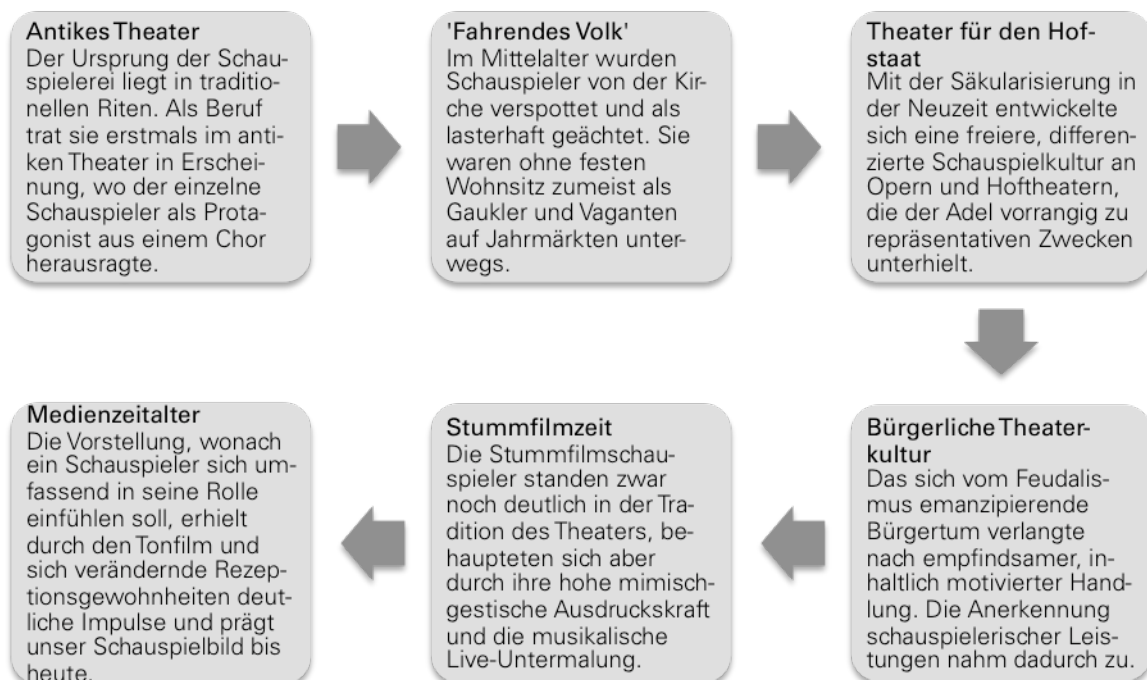 Antikes Theater
Der Ursprung der Schau-
spielerei liegt in traditio-
nellen Riten. Als Beruf
trat sie erstmals im anti-
ken Theater in Erschei-
nung, wo der einzelne
Schauspieler als Prota-
gonist aus einem Chor
herausragte.
'Fahrendes Volk'
Im Mittelalter wurden
Schauspieler von der Kir-
che verspottet und als
lasterhaft geächtet. Sie
waren ohne festen
Wohnsitz zumeist als
Gaukler und Vaganten
auf Jahrmärkten unter-
wegs.
Theater für den Hof-
staat
Mit der Säkularisierung in
der Neuzeit entwickelte
sich eine freiere, differen-
zierte Schauspielkultur an
Opern und Hoftheatern,
die der Adel vorrangig zu
repräsentativen Zwecken
unterhielt.
Bürgerliche Theater-
kultur
Das sich vom Feudalis-
mus emanzipierende
Bürgertum verlangte
nach empfindsamer, in-
haltlich motivierter Hand-
lung. Die Anerkennung
schauspielerischer Leis-
tungen nahm dadurch zu.
Stummfilmzeit
Die Stummfilmschau-
spieler standen zwar
noch deutlich in der Tra-
dition des Theaters, be-
haupteten sich aber
durch ihre hohe mimisch-
gestische Ausdruckskraft
und die musikalische
Live-Untermalung.
Medienzeitalter
Die Vorstellung, wonach
ein Schauspieler sich um-
fassend in seine Rolle
einfühlen soll, erhielt
durch den Tonfilm und
sich verändernde Rezep-
tionsgewohnheiten deut-
liche Impulse und prägt
unser Schauspielbild bis
heute.